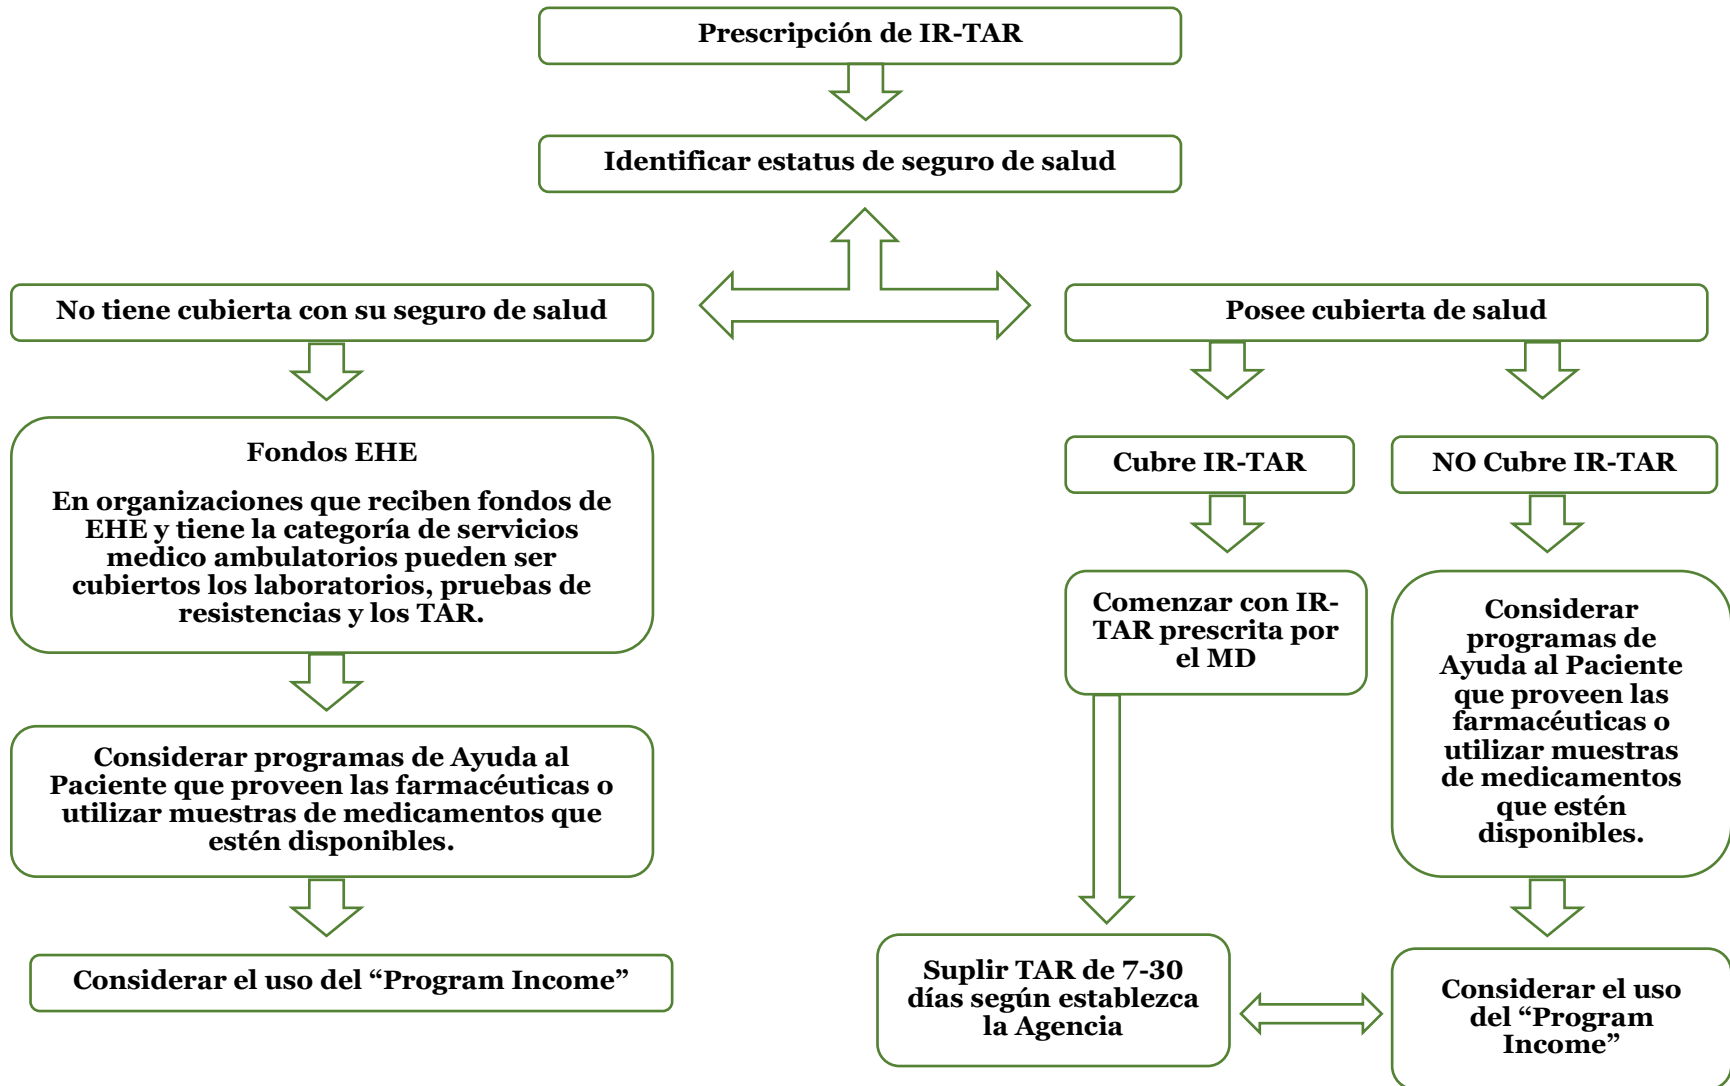 Prescripción de IR-TAR
Identificar estatus de seguro de salud
No tiene cubierta con su seguro de salud
Posee cubierta de salud
Fondos EHE
En organizaciones que reciben fondos de
EHE y tiene la categoría de servicios
medico ambulatorios pueden ser
cubiertos los laboratorios, pruebas de
resistencias y los TAR.
Considerar programas de Ayuda al
Paciente que proveen las farmacéuticas o
utilizar muestras de medicamentos que
estén disponibles.
Considerar el uso del “Program Income”
Cubre IR-TAR
NO Cubre IR-TAR
Comenzar con IR-
TAR prescrita por
el MD
Considerar
programas de
Ayuda al Paciente
que proveen las
farmacéuticas o
utilizar muestras
de medicamentos
que estén
disponibles.
Suplir TAR de 7-30
días según establezca
la Agencia
Considerar el uso
del “Program
Income”